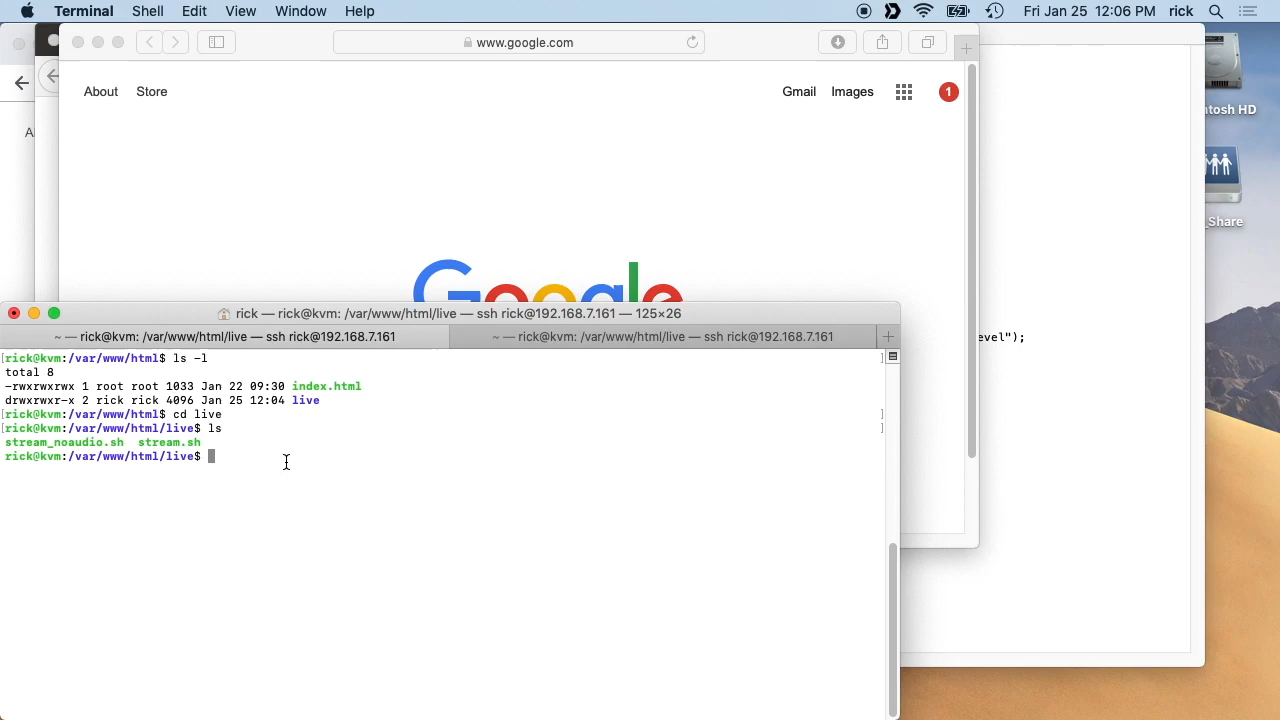 Terminal Shell Edit View Window Help Fri Jan 25 12:06 PM rick
www.google.com
About Store Gmail Images 1
A
Google
tosh HD
_Share
evel");
rick — rick@kvm: /var/www/html/live — ssh rick@192.168.7.161 — 125×26
~ — rick@kvm: /var/www/html/live — ssh rick@192.168.7.161 ~ — rick@kvm: /var/www/html/live — ssh rick@192.168.7.161
[rick@kvm:/var/www/html$ ls -l ]
total 8
-rwxrwxrwx 1 root root 1033 Jan 22 09:30 index.html
drwxrwxr-x 2 rick rick 4096 Jan 25 12:04 live
[rick@kvm:/var/www/html$ cd live ]
[rick@kvm:/var/www/html/live$ ls ]
stream_noaudio.sh stream.sh
rick@kvm:/var/www/html/live$